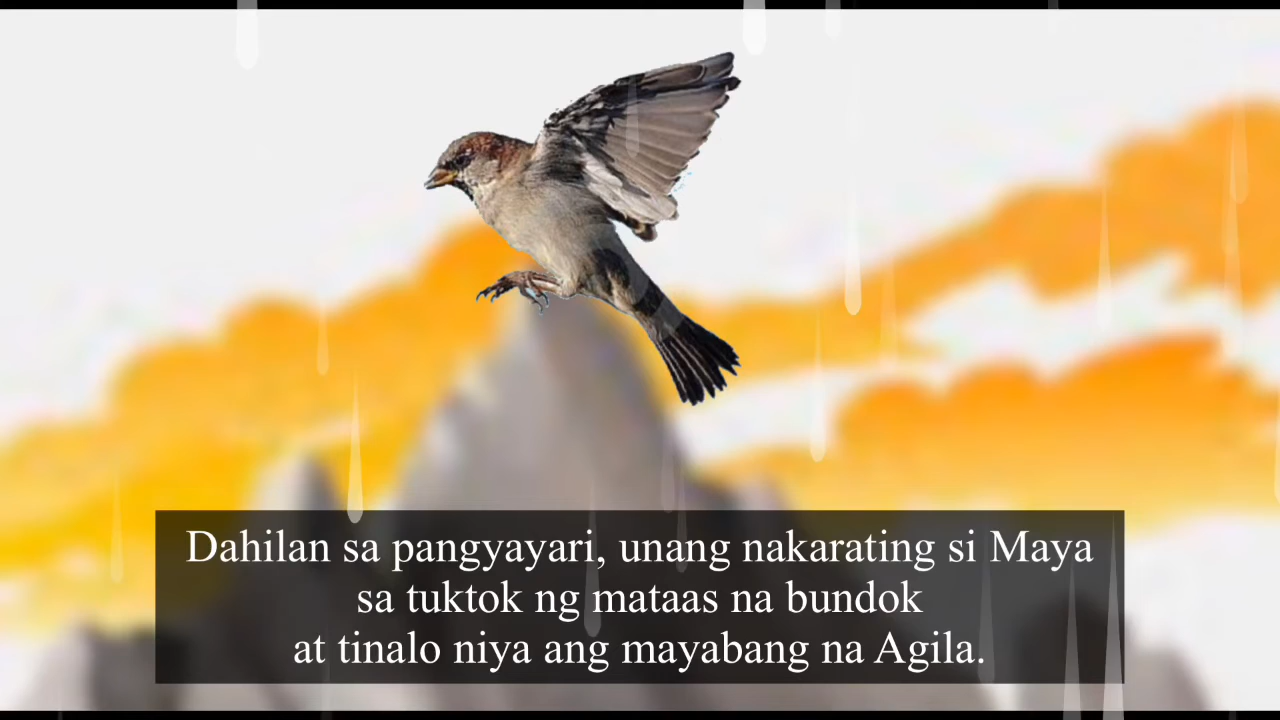 Dahilan sa pangyayari, unang nakarating si Maya
sa tuktok ng mataas na bundok
at tinalo niya ang mayabang na Agila.